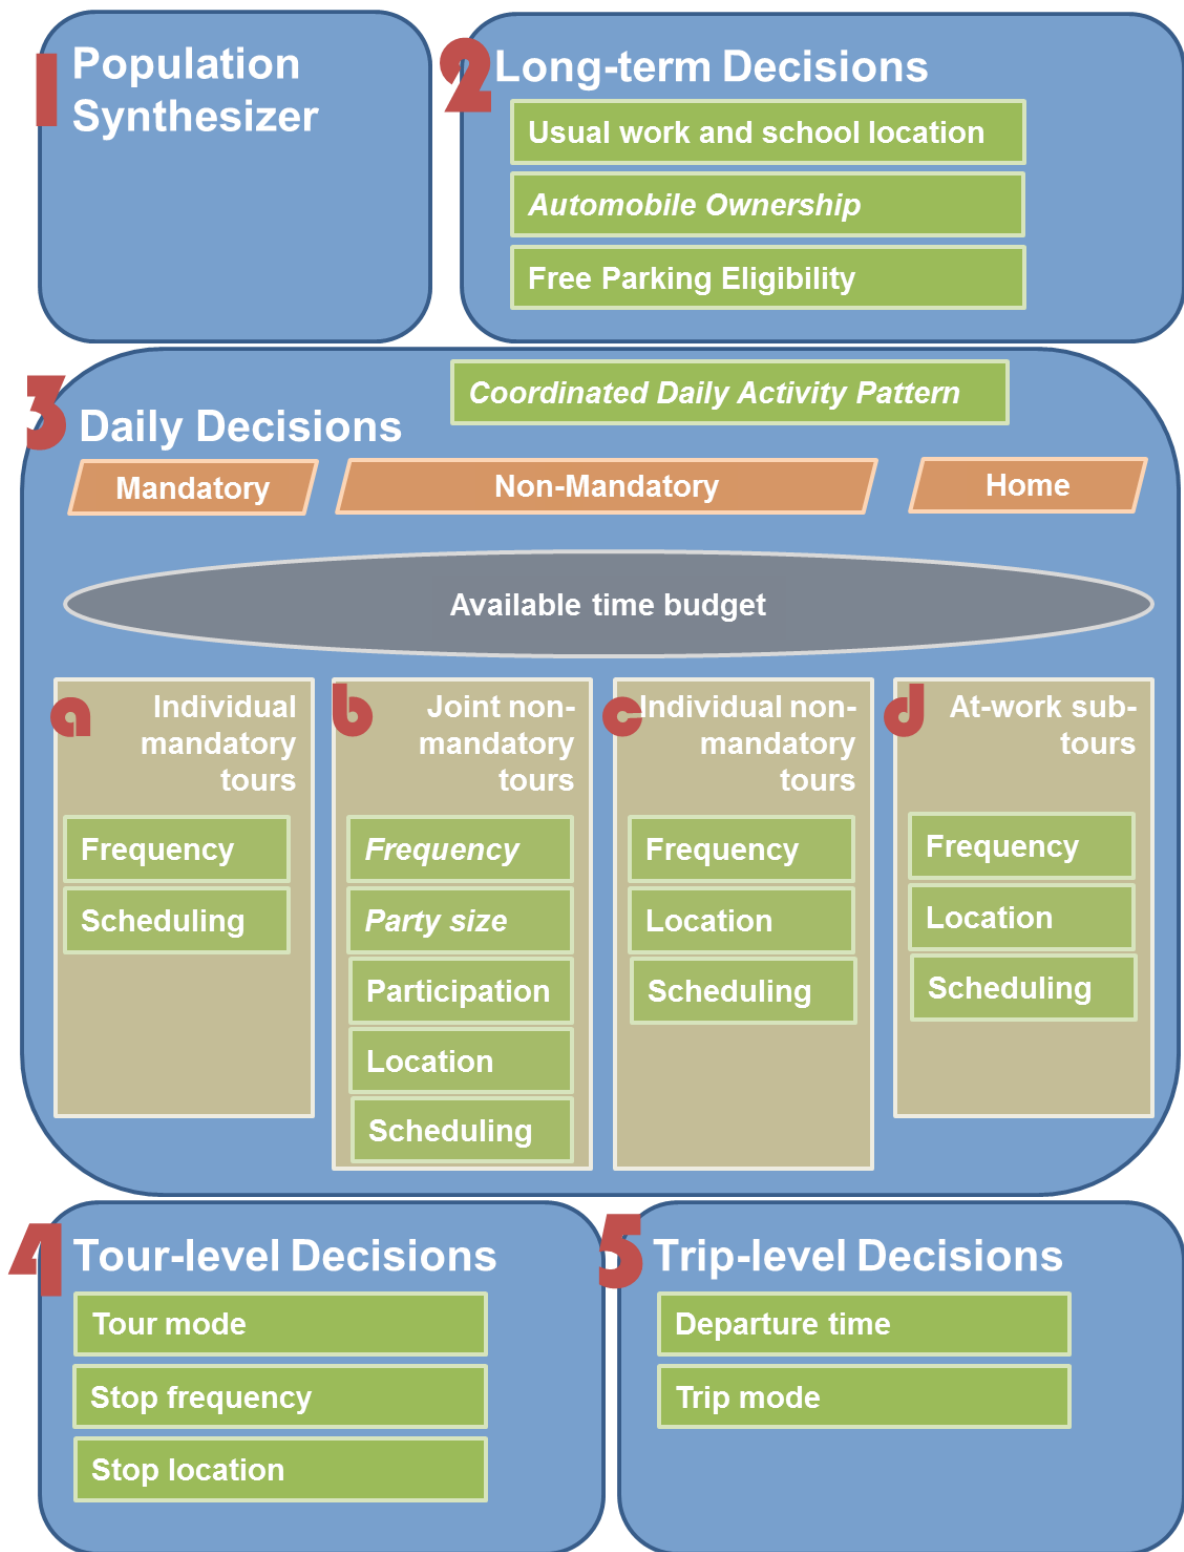 1 Population
Synthesizer
2 Long-term Decisions
Usual work and school location
Automobile Ownership
Free Parking Eligibility
3 Daily Decisions
Coordinated Daily Activity Pattern
Mandatory
Non-Mandatory
Home
Available time budget
a Individual
mandatory
tours
Frequency
Scheduling
b Joint non-
mandatory
tours
Frequency
Party size
Participation
Location
Scheduling
c Individual non-
mandatory
tours
Frequency
Location
Scheduling
d At-work sub-
tours
Frequency
Location
Scheduling
4 Tour-level Decisions
Tour mode
Stop frequency
Stop location
5 Trip-level Decisions
Departure time
Trip mode